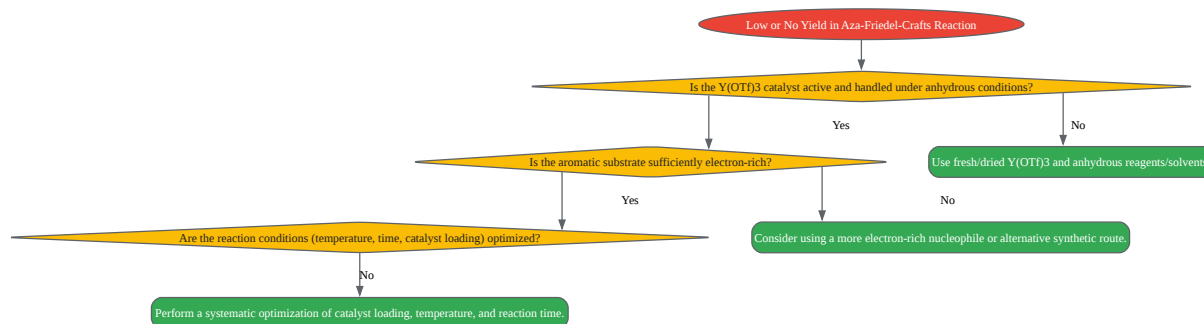 Low or No Yield in Aza-Friedel-Crafts Reaction
Is the Y(OTf)3 catalyst active and handled under anhydrous conditions?
Yes
No
Is the aromatic substrate sufficiently electron-rich?
Use fresh/dried Y(OTf)3 and anhydrous reagents/solvents
Yes
No
Are the reaction conditions (temperature, time, catalyst loading) optimized?
Consider using a more electron-rich nucleophile or alternative synthetic route.
No
Perform a systematic optimization of catalyst loading, temperature, and reaction time.